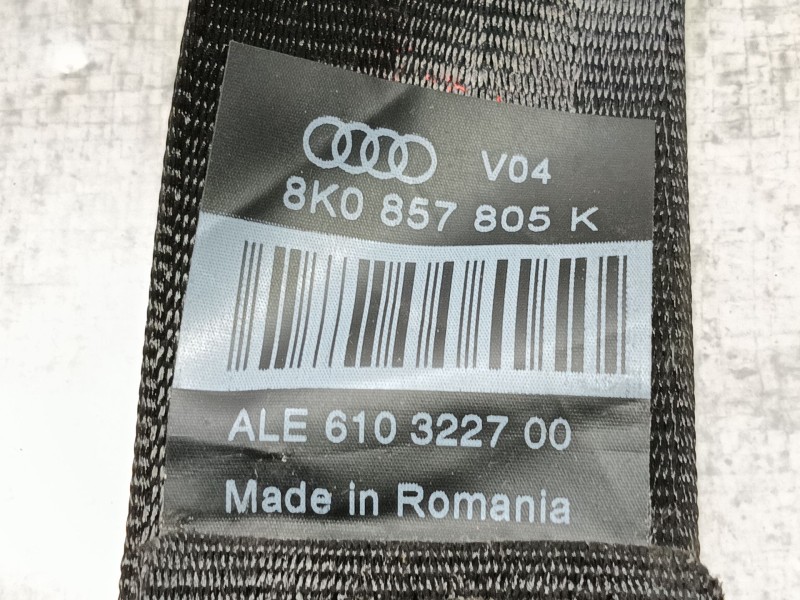 V04
8K0 857 805 K
ALE 610 3227 00
Made in Romania